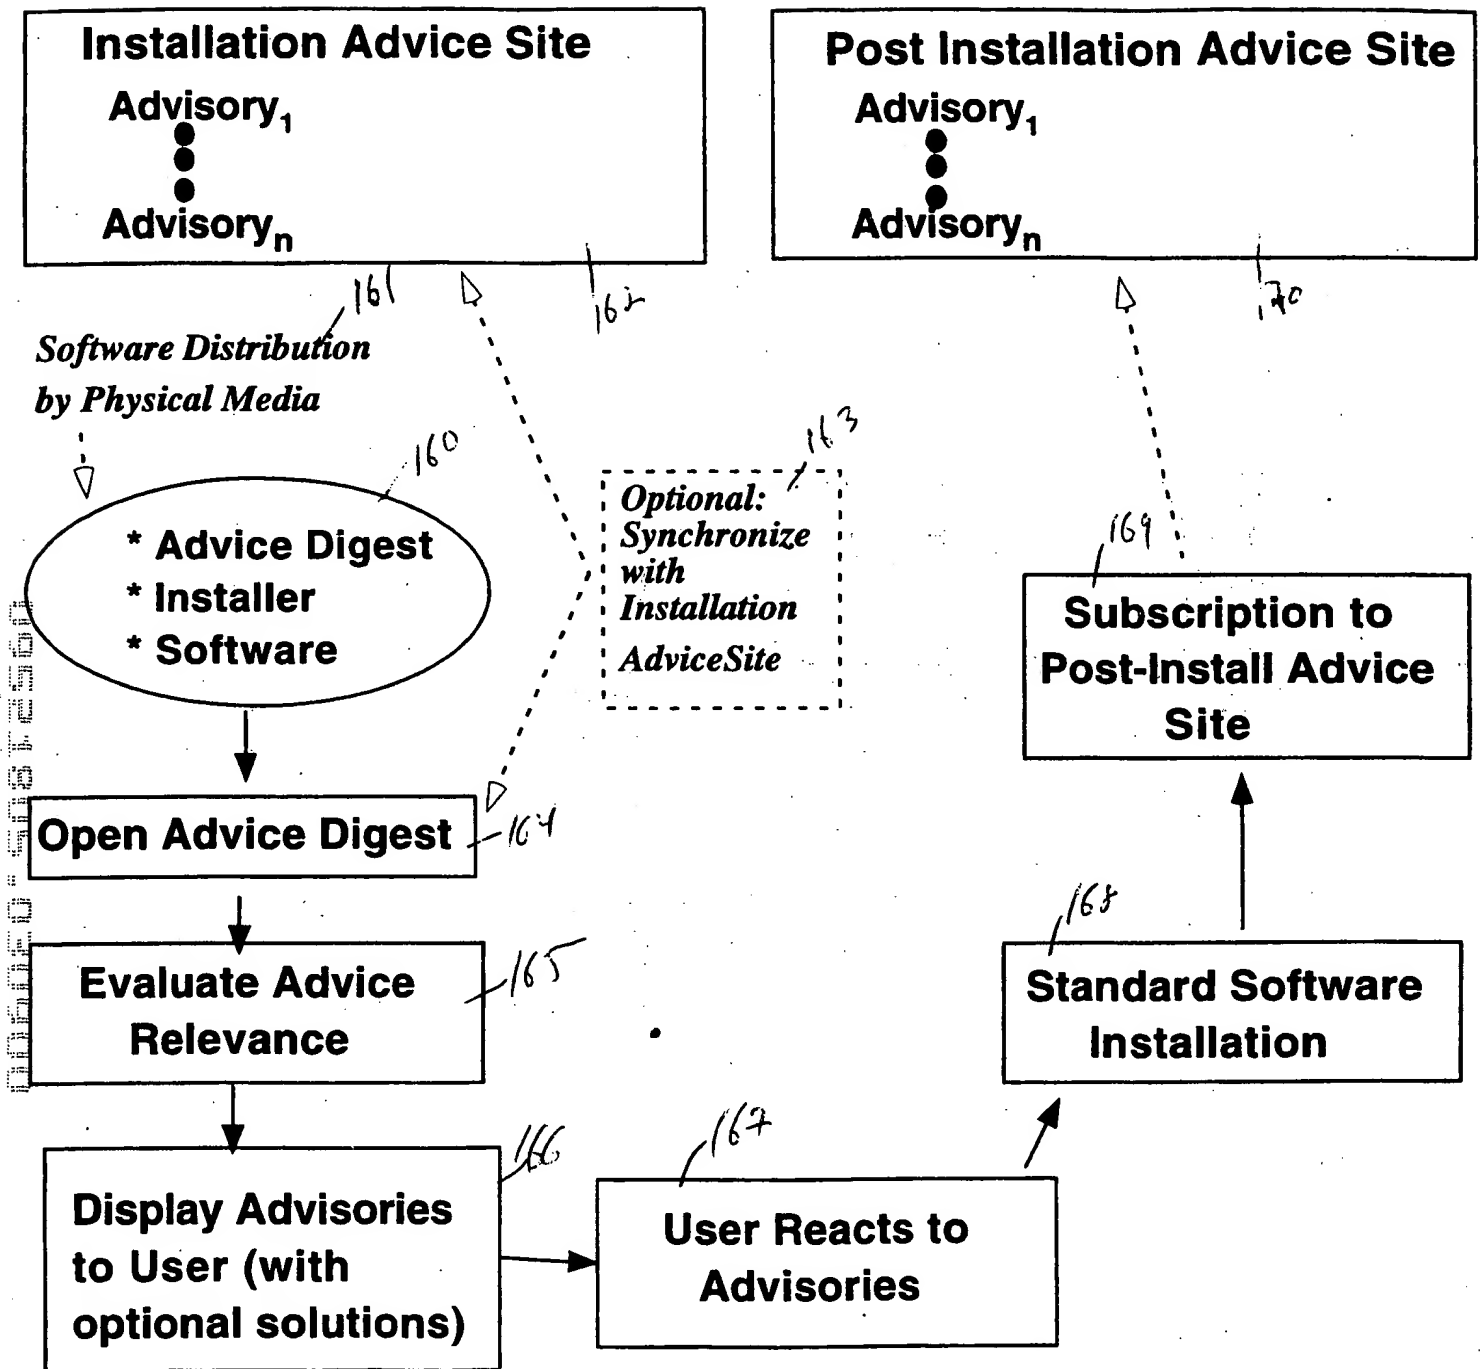 Installation Advice Site
Advisory1
Advisoryn
Post Installation Advice Site
Advisory1
Advisoryn
161
162
170
Software Distribution
by Physical Media
160
* Advice Digest
* Installer
* Software
163
Optional:
Synchronize
with
Installation
AdviceSite
169
Subscription to
Post-Install Advice
Site
Open Advice Digest
164
Evaluate Advice
Relevance
165
168
Standard Software
Installation
166
Display Advisories
to User (with
optional solutions)
167
User Reacts to
Advisories